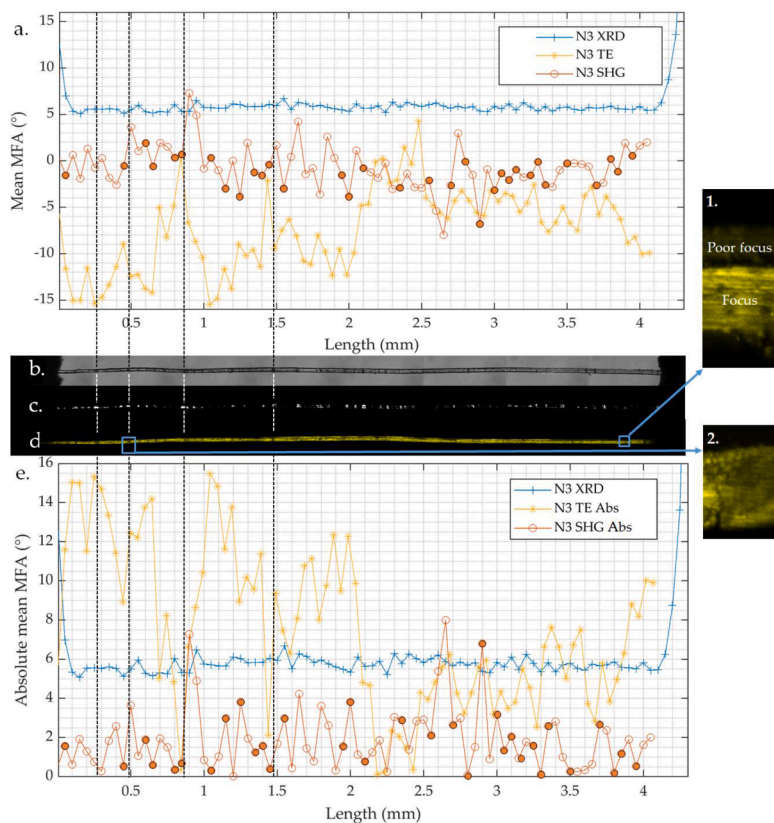 a.
15
10
5
0
-5
-10
-15
Mean MFA (°)
N3 XRD
N3 TE
N3 SHG
0.5
1
1.5
2
2.5
3
3.5
4
Length (mm)
1.
Poor focus
Focus
b.
c.
d
2.
e.
16
14
12
10
8
6
4
2
0
Absolute mean MFA (°)
N3 XRD
N3 TE Abs
N3 SHG Abs
0.5
1
1.5
2
2.5
3
3.5
4
Length (mm)